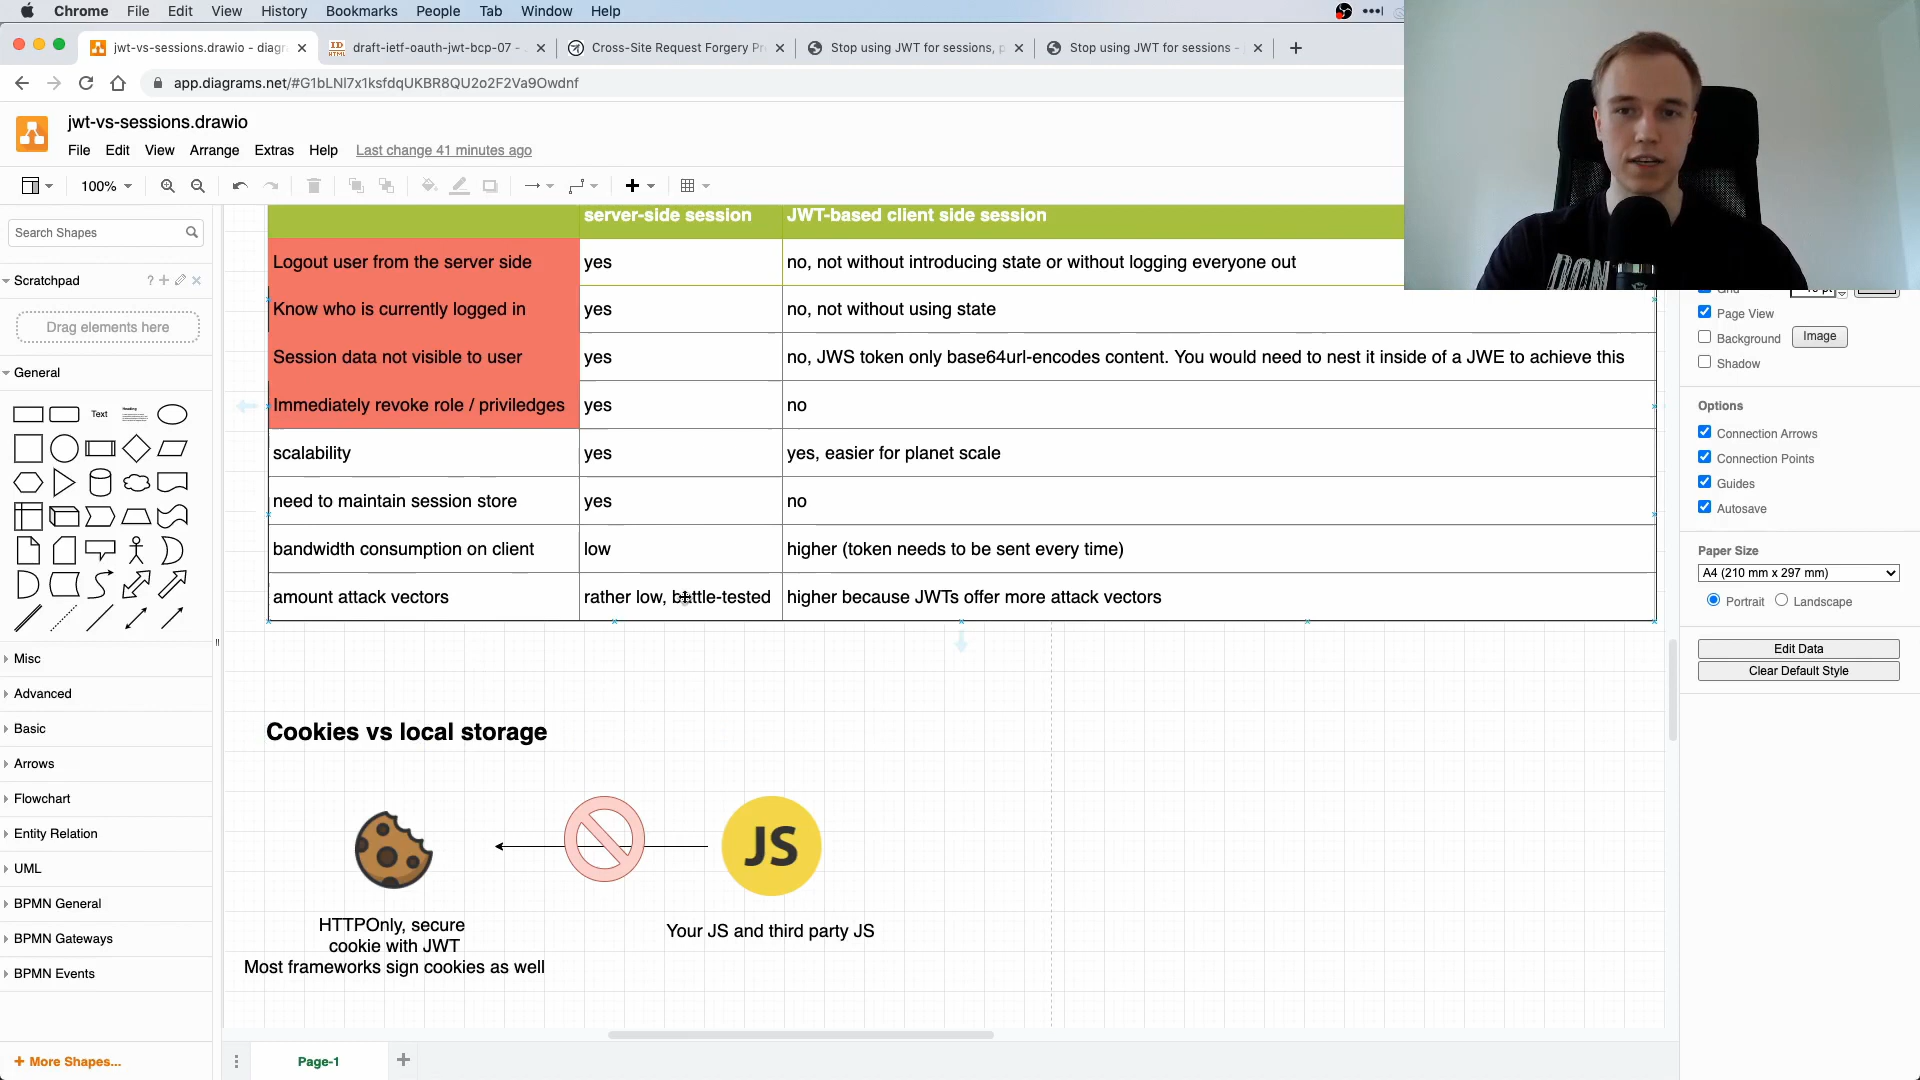 Chrome File Edit View History Bookmarks People Tab Window Help
jwt-vs-sessions.drawio - diagr
draft-ietf-oauth-jwt-bcp-07 -
Cross-Site Request Forgery Pr
Stop using JWT for sessions, p
Stop using JWT for sessions -
app.diagrams.net/#G1bLNl7x1ksfdqUKBR8QU2o2F2Va9Owdnf
jwt-vs-sessions.drawio
File Edit View Arrange Extras Help Last change 41 minutes ago
100%
Search Shapes
Scratchpad
?
Drag elements here
General
Text
Heading
Misc
Advanced
Basic
Arrows
Flowchart
Entity Relation
UML
BPMN General
BPMN Gateways
BPMN Events
+ More Shapes...
server-side session JWT-based client side session
Logout user from the server side yes no, not without introducing state or without logging everyone out
Know who is currently logged in yes no, not without using state
Session data not visible to user yes no, JWS token only base64url-encodes content. You would need to nest it inside of a JWE to achieve this
Immediately revoke role / priviledges yes no
scalability yes yes, easier for planet scale
need to maintain session store yes no
bandwidth consumption on client low higher (token needs to be sent every time)
amount attack vectors rather low, battle-tested higher because JWTs offer more attack vectors
Cookies vs local storage
JS
HTTPOnly, secure
cookie with JWT
Most frameworks sign cookies as well
Your JS and third party JS
Page-1
Page View
Background
Image
Shadow
Options
Connection Arrows
Connection Points
Guides
Autosave
Paper Size
A4 (210 mm x 297 mm)
Portrait Landscape
Edit Data
Clear Default Style